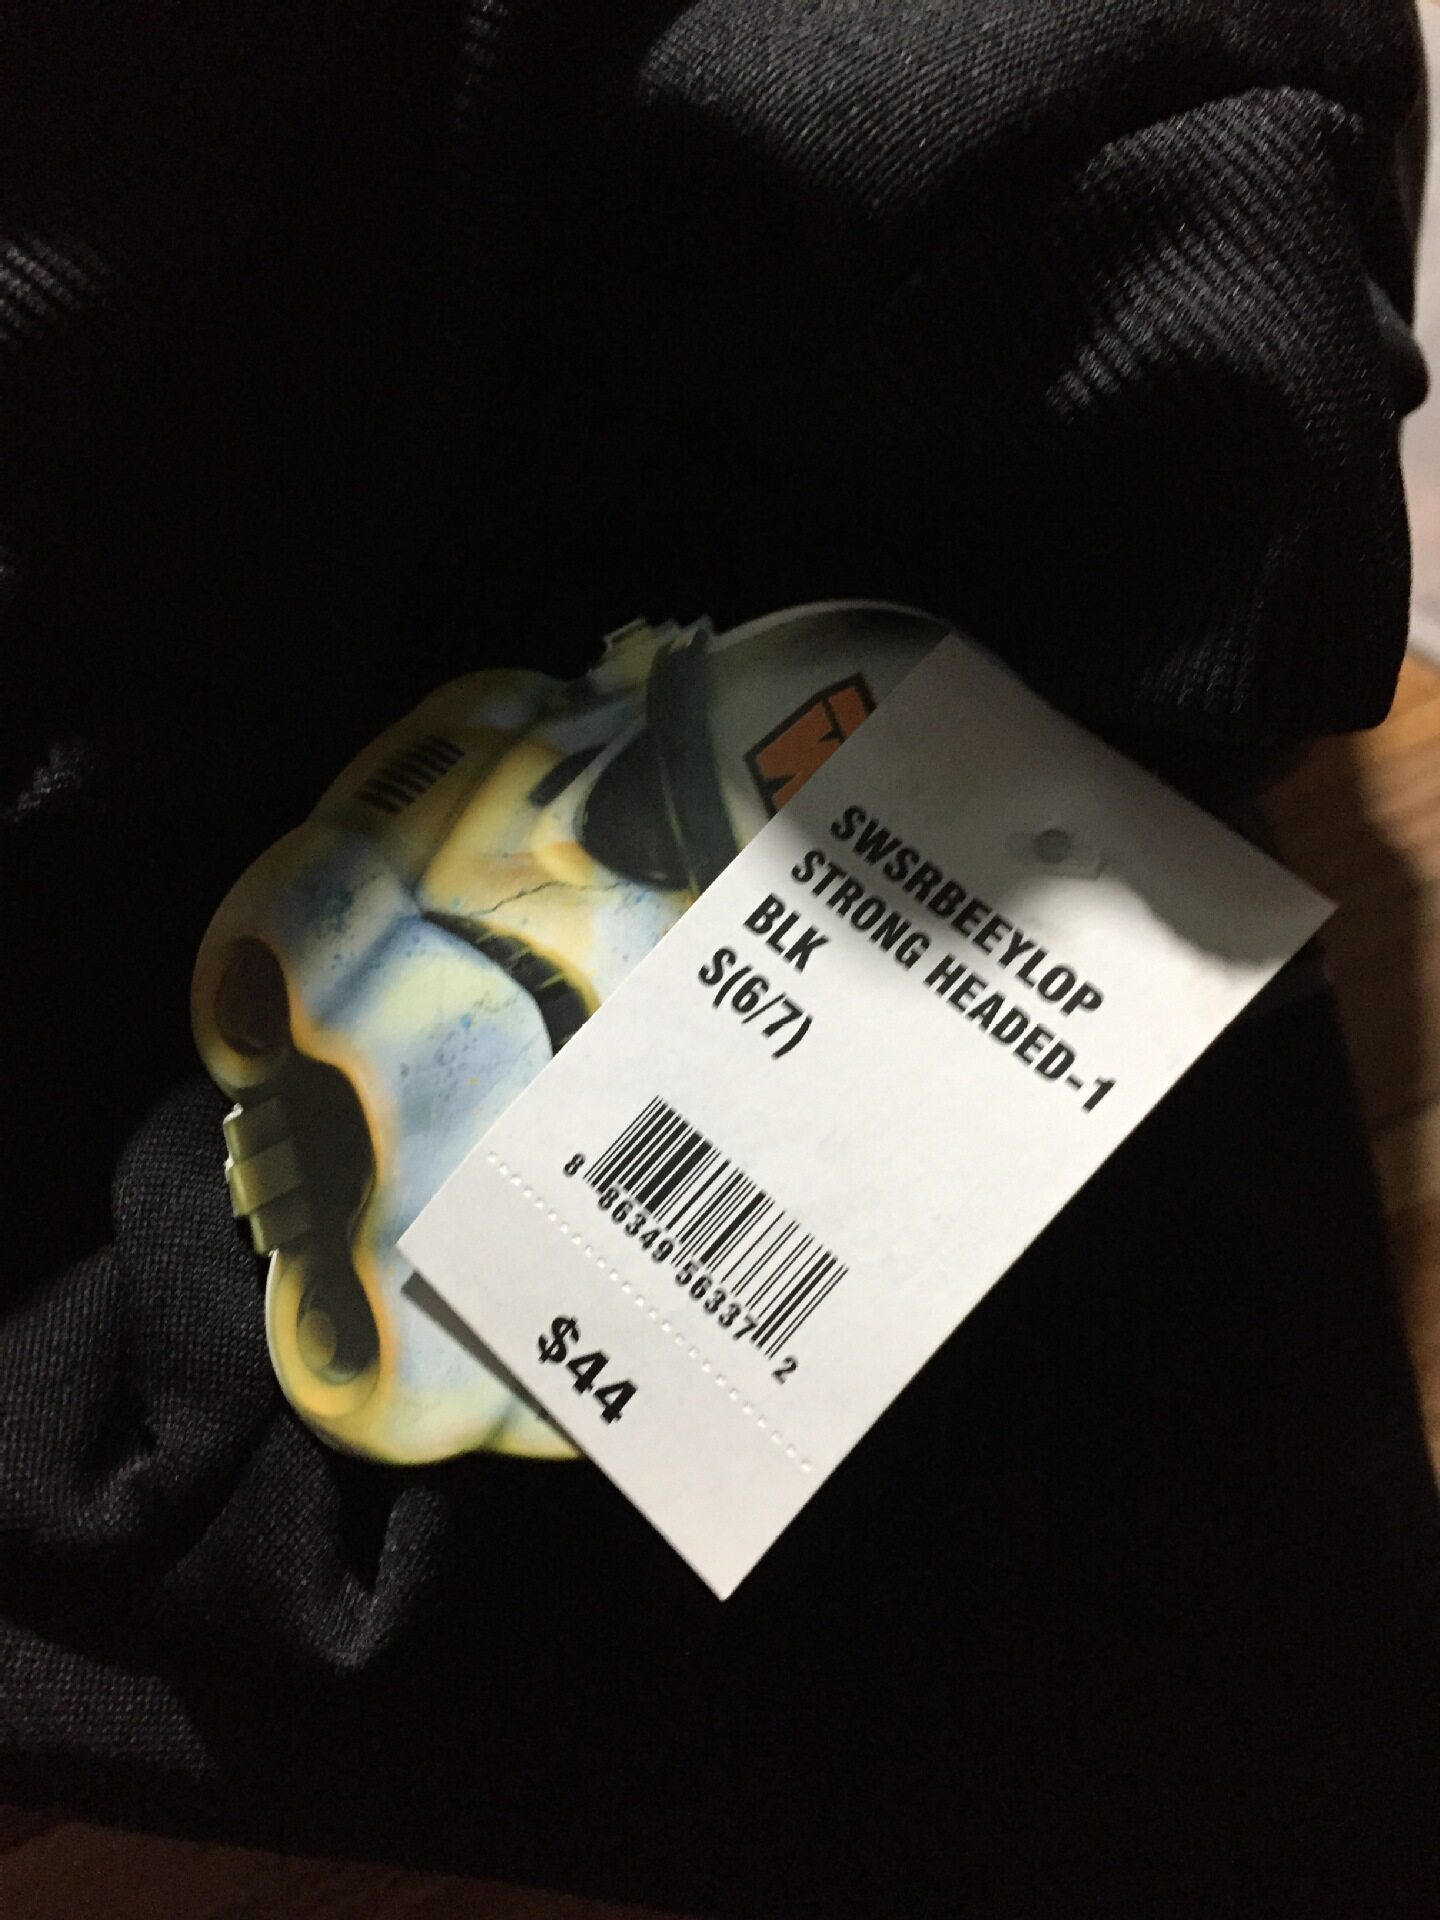 SWSRBEEYLOP
STRONG HEADED-1
BLK
S(6/7)
8 86349 56337 2
$44